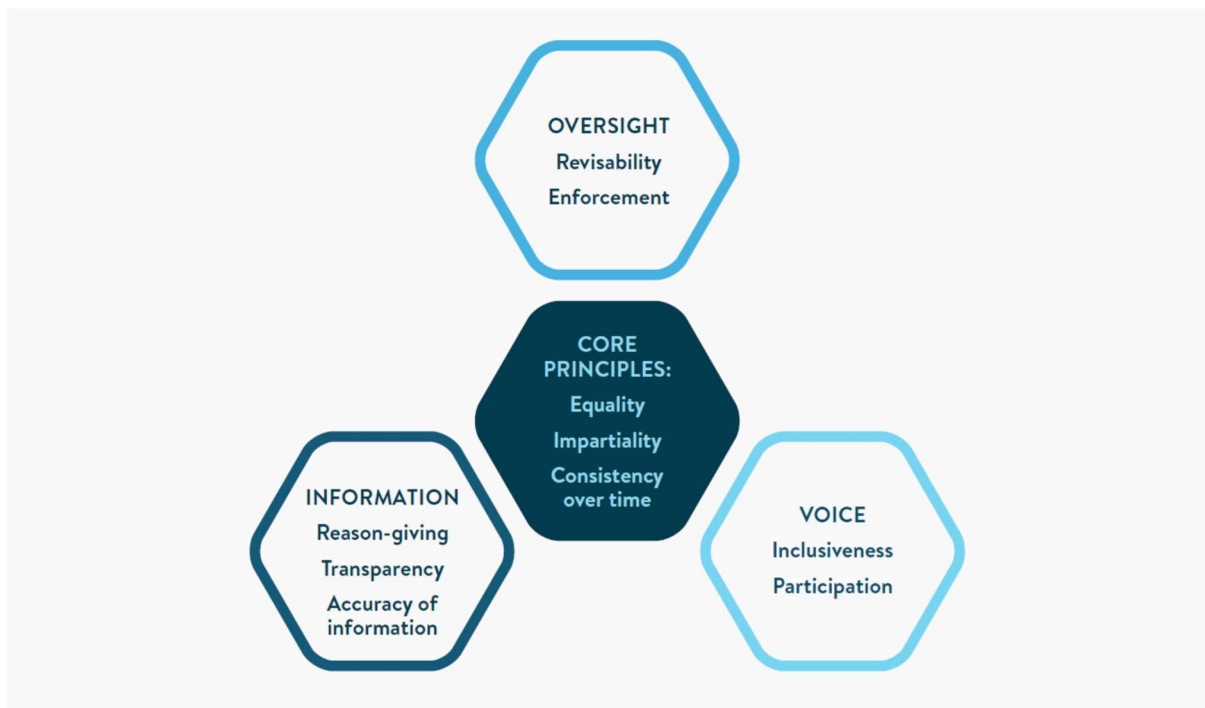 OVERSIGHT
Revisability
Enforcement
CORE
PRINCIPLES:
Equality
Impartiality
Consistency
over time
INFORMATION
Reason-giving
Transparency
Accuracy of
information
VOICE
Inclusiveness
Participation